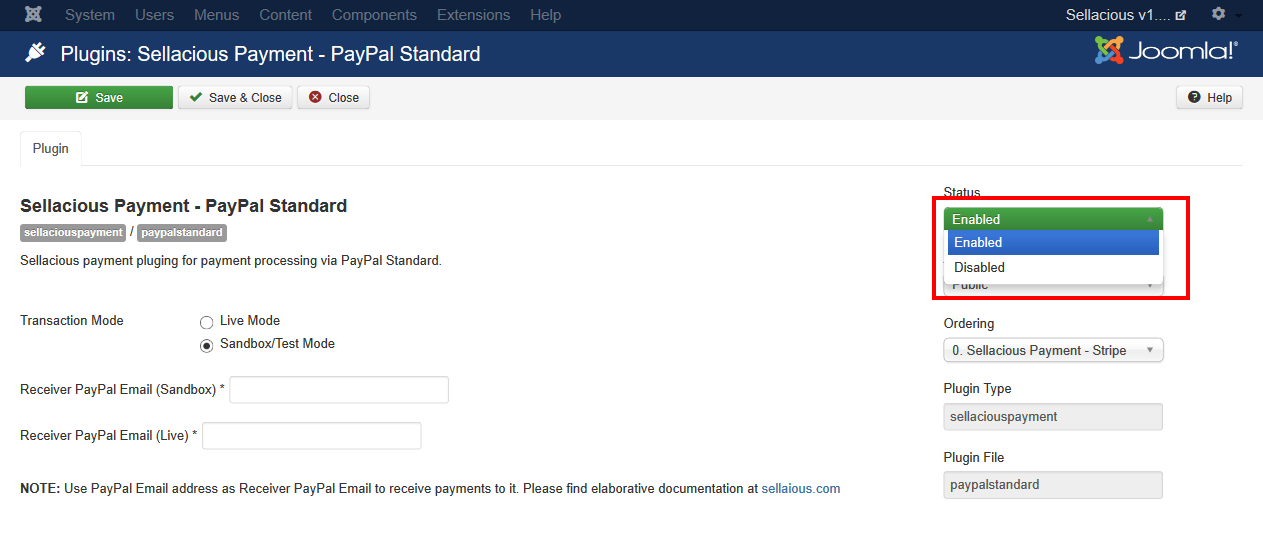 System Users Menus Content Components Extensions Help Sellacious v1....
Plugins: Sellacious Payment - PayPal Standard Joomla!®
Save Save & Close Close Help
Plugin
Sellacious Payment - PayPal Standard
sellaciouspayment / paypalstandard
Sellacious payment pluging for payment processing via PayPal Standard.
Transaction Mode Live Mode
Sandbox/Test Mode
Receiver PayPal Email (Sandbox) *
Receiver PayPal Email (Live) *
NOTE: Use PayPal Email address as Receiver PayPal Email to receive payments to it. Please find elaborative documentation at sellaious.com
Status
Enabled
Enabled
Disabled
Public
Ordering
0. Sellacious Payment - Stripe
Plugin Type
sellaciouspayment
Plugin File
paypalstandard